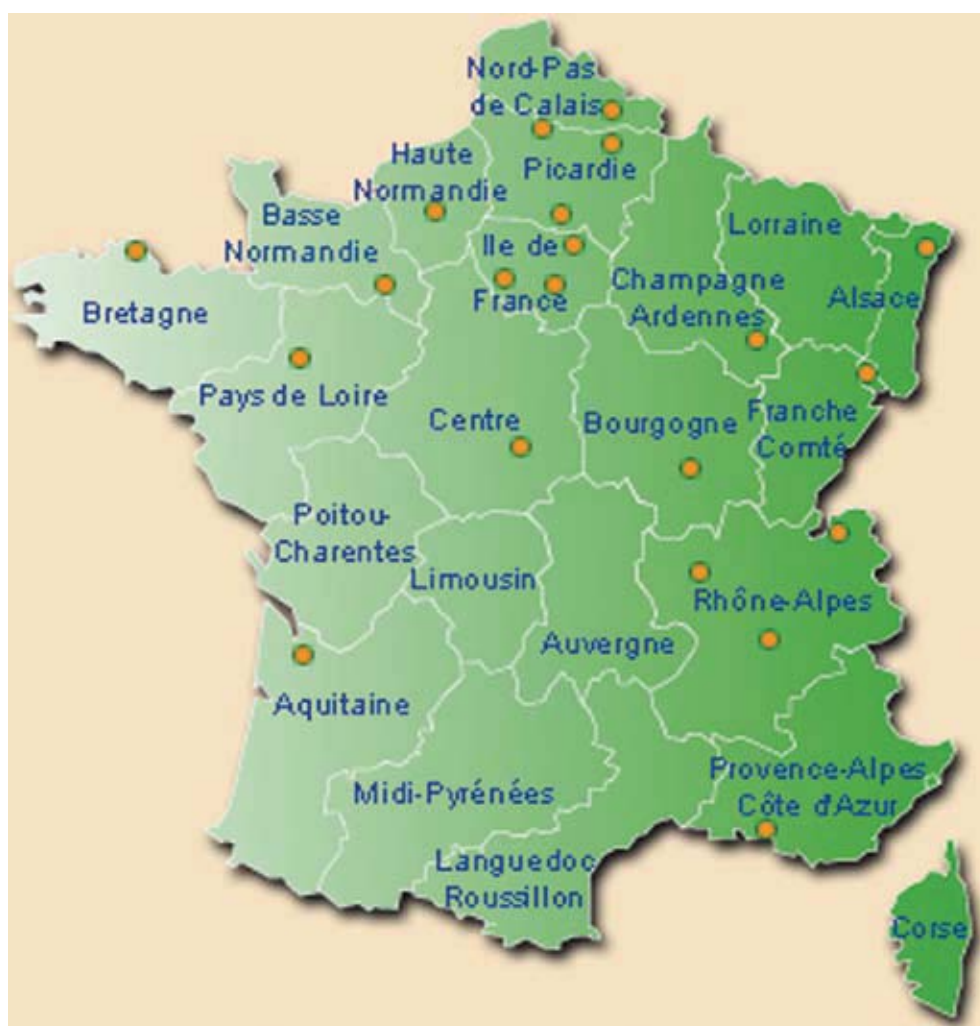 Nord-Pas
de Calais
Haute
Normandie
Picardie
Basse
Normandie
Ile de
France
Lorraine
Champagne
Ardennes
Alsace
Bretagne
Pays de Loire
Centre
Bourgogne
Franche
Comté
Poitou-
Charentes
Limousin
Auvergne
Rhône-Alpes
Aquitaine
Midi-Pyrénées
Provence-Alpes
Côte d'Azur
Languedoc
Roussillon
Corse